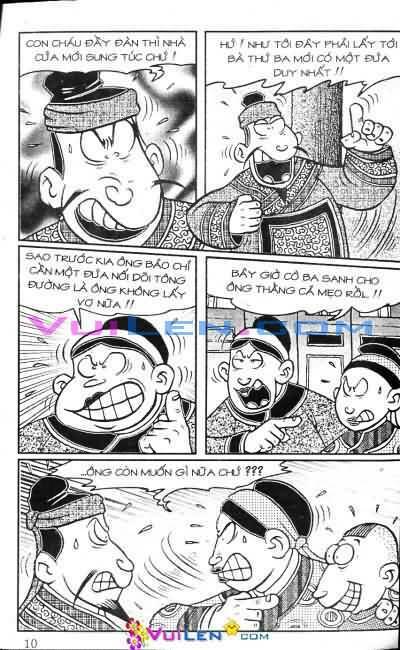 CON CHÁU ĐẦY ĐÀN THÌ NHÀ
CỬA MỚI SUNG TÚC CHỨ !
HỨ ! NHƯ TÔI ĐÂY PHẢI LẤY TỚI
BÀ THỨ BA MỚI CÓ MỘT ĐỨA
DUY NHẤT !!
SAO TRƯỚC KIA ÔNG BẢO CHỈ
CẦN MỘT ĐỨA NỐI DÕI TÔNG
ĐƯỜNG LÀ ÔNG KHÔNG LẤY
VỢ NỮA !!
BÂY GIỜ CÔ BA SANH CHO
ÔNG THẰNG CẢ MẸO RỒI.. !!
VUILEN.COM
...ÔNG CÒN MUỐN GÌ NỮA CHỨ ???
10
VUILEN.COM